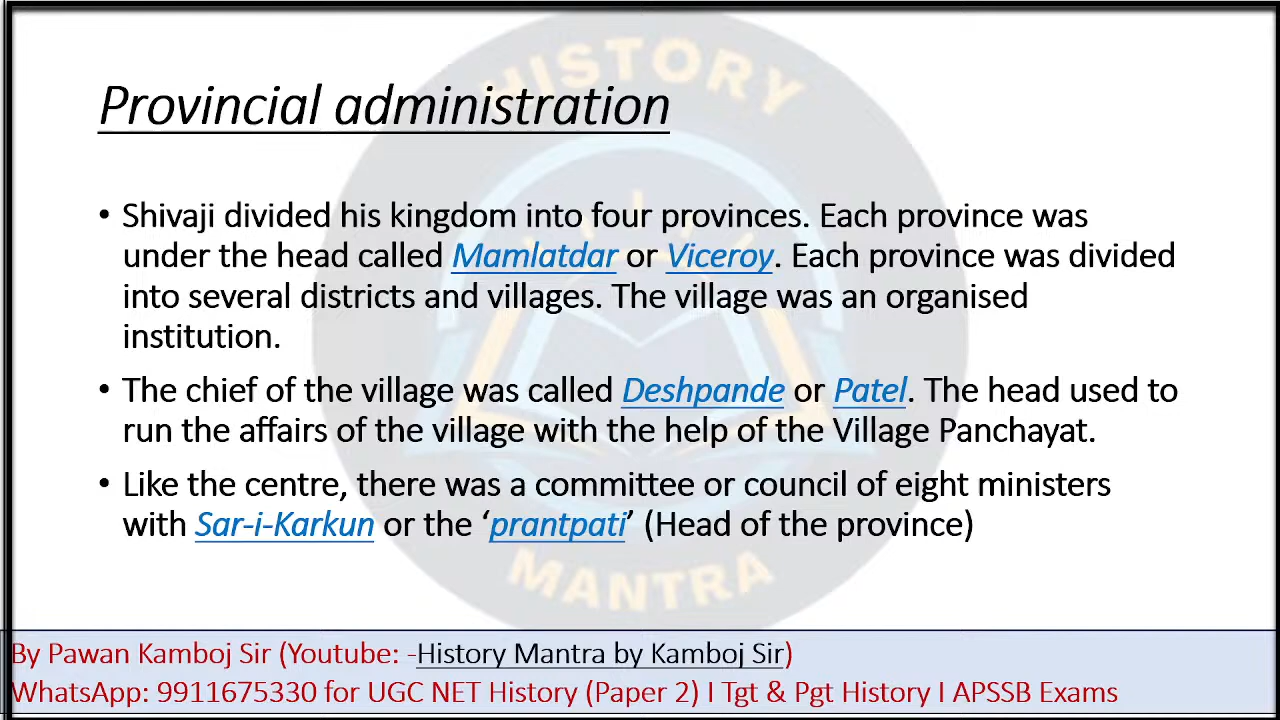 HISTORY
Provincial administration
• Shivaji divided his kingdom into four provinces. Each province was
under the head called Mamlatdar or Viceroy. Each province was divided
into several districts and villages. The village was an organised
institution.
• The chief of the village was called Deshpande or Patel. The head used to
run the affairs of the village with the help of the Village Panchayat.
• Like the centre, there was a committee or council of eight ministers
with Sar-i-Karkun or the ‘prantpati’ (Head of the province)
MANTRA
By Pawan Kamboj Sir (Youtube: -History Mantra by Kamboj Sir)
WhatsApp: 9911675330 for UGC NET History (Paper 2) I Tgt & Pgt History I APSSB Exams